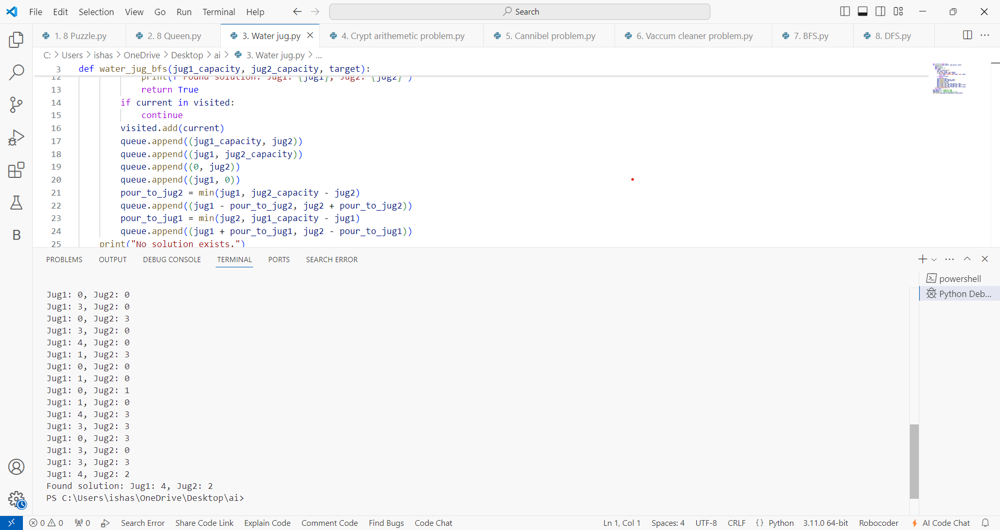 File Edit Selection View Go Run Terminal Help Search
1. 8 Puzzle.py 2. 8 Queen.py 3. Water jug.py 4. Crypt arithemetic problem.py 5. Cannibel problem.py 6. Vaccum cleaner problem.py 7. BFS.py 8. DFS.py
C: > Users > ishas > OneDrive > Desktop > ai > 3. Water jug.py > ...
3 def water_jug_bfs(jug1_capacity, jug2_capacity, target):
12 print(f"Found solution: Jug1: {jug1}, Jug2: {jug2}")
13 return True
14 if current in visited:
15 continue
16 visited.add(current)
17 queue.append((jug1_capacity, jug2))
18 queue.append((jug1, jug2_capacity))
19 queue.append((0, jug2))
20 queue.append((jug1, 0))
21 pour_to_jug2 = min(jug1, jug2_capacity - jug2)
22 queue.append((jug1 - pour_to_jug2, jug2 + pour_to_jug2))
23 pour_to_jug1 = min(jug2, jug1_capacity - jug1)
24 queue.append((jug1 + pour_to_jug1, jug2 - pour_to_jug1))
25 print("No solution exists.")
PROBLEMS OUTPUT DEBUG CONSOLE TERMINAL PORTS SEARCH ERROR
powershell
Python Deb...
Jug1: 0, Jug2: 0
Jug1: 3, Jug2: 0
Jug1: 0, Jug2: 3
Jug1: 3, Jug2: 0
Jug1: 4, Jug2: 0
Jug1: 1, Jug2: 3
Jug1: 0, Jug2: 0
Jug1: 1, Jug2: 0
Jug1: 0, Jug2: 1
Jug1: 1, Jug2: 0
Jug1: 4, Jug2: 3
Jug1: 3, Jug2: 3
Jug1: 0, Jug2: 3
Jug1: 3, Jug2: 0
Jug1: 3, Jug2: 3
Jug1: 4, Jug2: 2
Found solution: Jug1: 4, Jug2: 2
PS C:\Users\ishas\OneDrive\Desktop\ai>
0 0 0 Search Error Share Code Link Explain Code Comment Code Find Bugs Code Chat Ln 1, Col 1 Spaces: 4 UTF-8 CRLF {} Python 3.11.0 64-bit Robocoder AI Code Chat